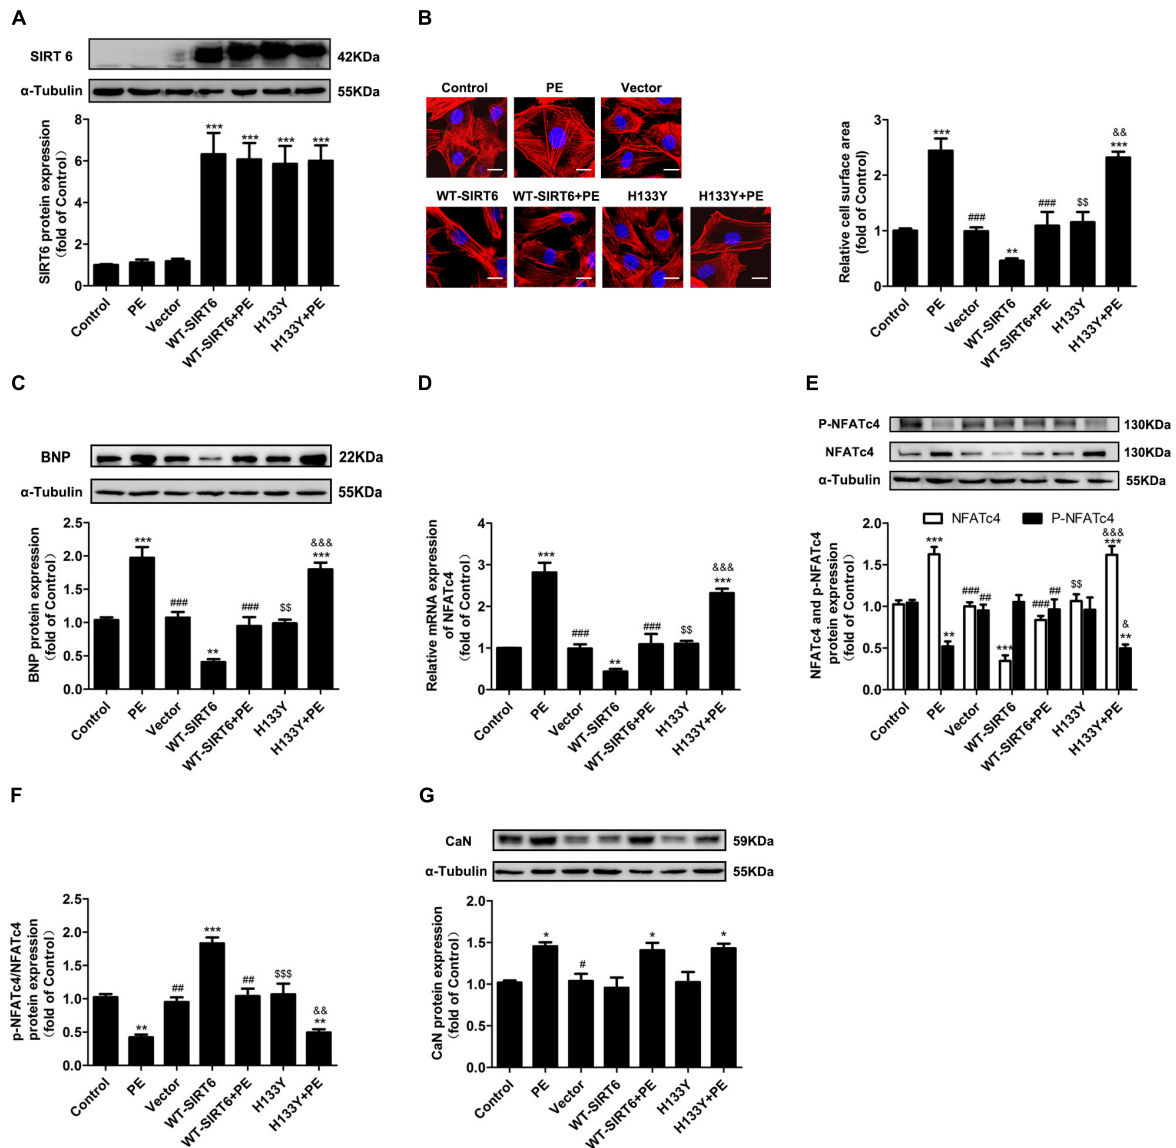 A
SIRT 6
42KDa
α-Tubulin
55KDa
SIRT6 protein expression
(fold of Control)
8
6
4
2
0
***
***
***
***
Control
PE
Vector
WT-SIRT6
WT-SIRT6+PE
H133Y
H133Y+PE
B
Control
PE
Vector
WT-SIRT6
WT-SIRT6+PE
H133Y
H133Y+PE
Relative cell surface area
(fold of Control)
3
2
1
0
***
###
**
###
$$
&&
***
Control
PE
Vector
WT-SIRT6
WT-SIRT6+PE
H133Y
H133Y+PE
C
BNP
22KDa
α-Tubulin
55KDa
BNP protein expression
(fold of Control)
2.5
2.0
1.5
1.0
0.5
0.0
***
###
**
###
$$
&&&
***
Control
PE
Vector
WT-SIRT6
WT-SIRT6+PE
H133Y
H133Y+PE
D
Relative mRNA expression
of NFATc4
(fold of Control)
4
3
2
1
0
***
###
**
###
$$
&&&
***
Control
PE
Vector
WT-SIRT6
WT-SIRT6+PE
H133Y
H133Y+PE
E
P-NFATc4
130KDa
NFATc4
130KDa
α-Tubulin
55KDa
NFATc4
P-NFATc4
NFATc4 and p-NFATc4
protein expression
(fold of Control)
2.0
1.5
1.0
0.5
0.0
***
**
###
##
***
###
##
$$
&&&
***
&
**
Control
PE
Vector
WT-SIRT6
WT-SIRT6+PE
H133Y
H133Y+PE
F
p-NFATc4/NFATc4
protein expression
(fold of Control)
2.5
2.0
1.5
1.0
0.5
0.0
**
##
***
##
$$$
&&
**
Control
PE
Vector
WT-SIRT6
WT-SIRT6+PE
H133Y
H133Y+PE
G
CaN
59KDa
α-Tubulin
55KDa
CaN protein expression
(fold of Control)
2.0
1.5
1.0
0.5
0.0
*
#
*
*
Control
PE
Vector
WT-SIRT6
WT-SIRT6+PE
H133Y
H133Y+PE